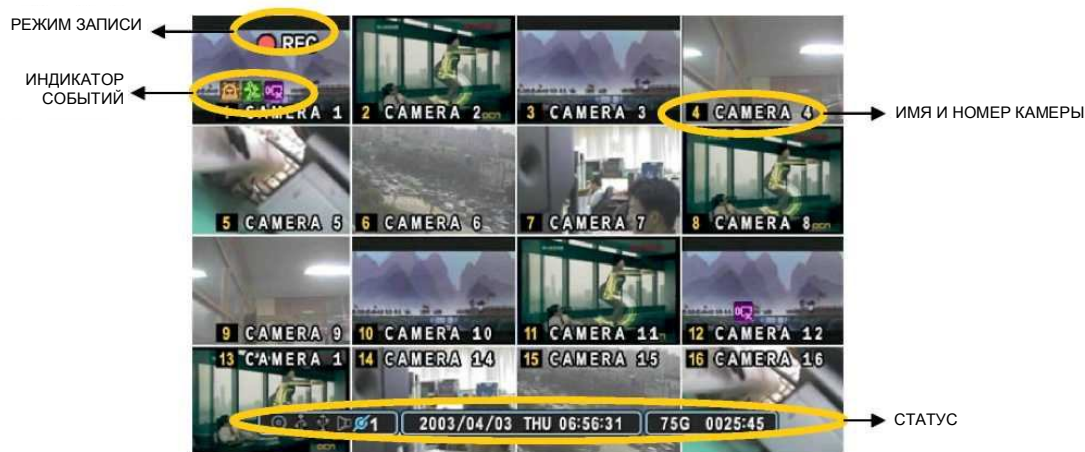 РЕЖИМ ЗАПИСИ
REC
ИНДИКАТОР
СОБЫТИЙ
1 CAMERA 1
2 CAMERA 2
3 CAMERA 3
4 CAMERA 4
ИМЯ И НОМЕР КАМЕРЫ
5 CAMERA 5
6 CAMERA 6
7 CAMERA 7
8 CAMERA 8
9 CAMERA 9
10 CAMERA 10
11 CAMERA 11
12 CAMERA 12
13 CAMERA 1
14 CAMERA 14
15 CAMERA 15
16 CAMERA 16
1
2003/04/03 THU 06:56:31
75G 0025:45
СТАТУС